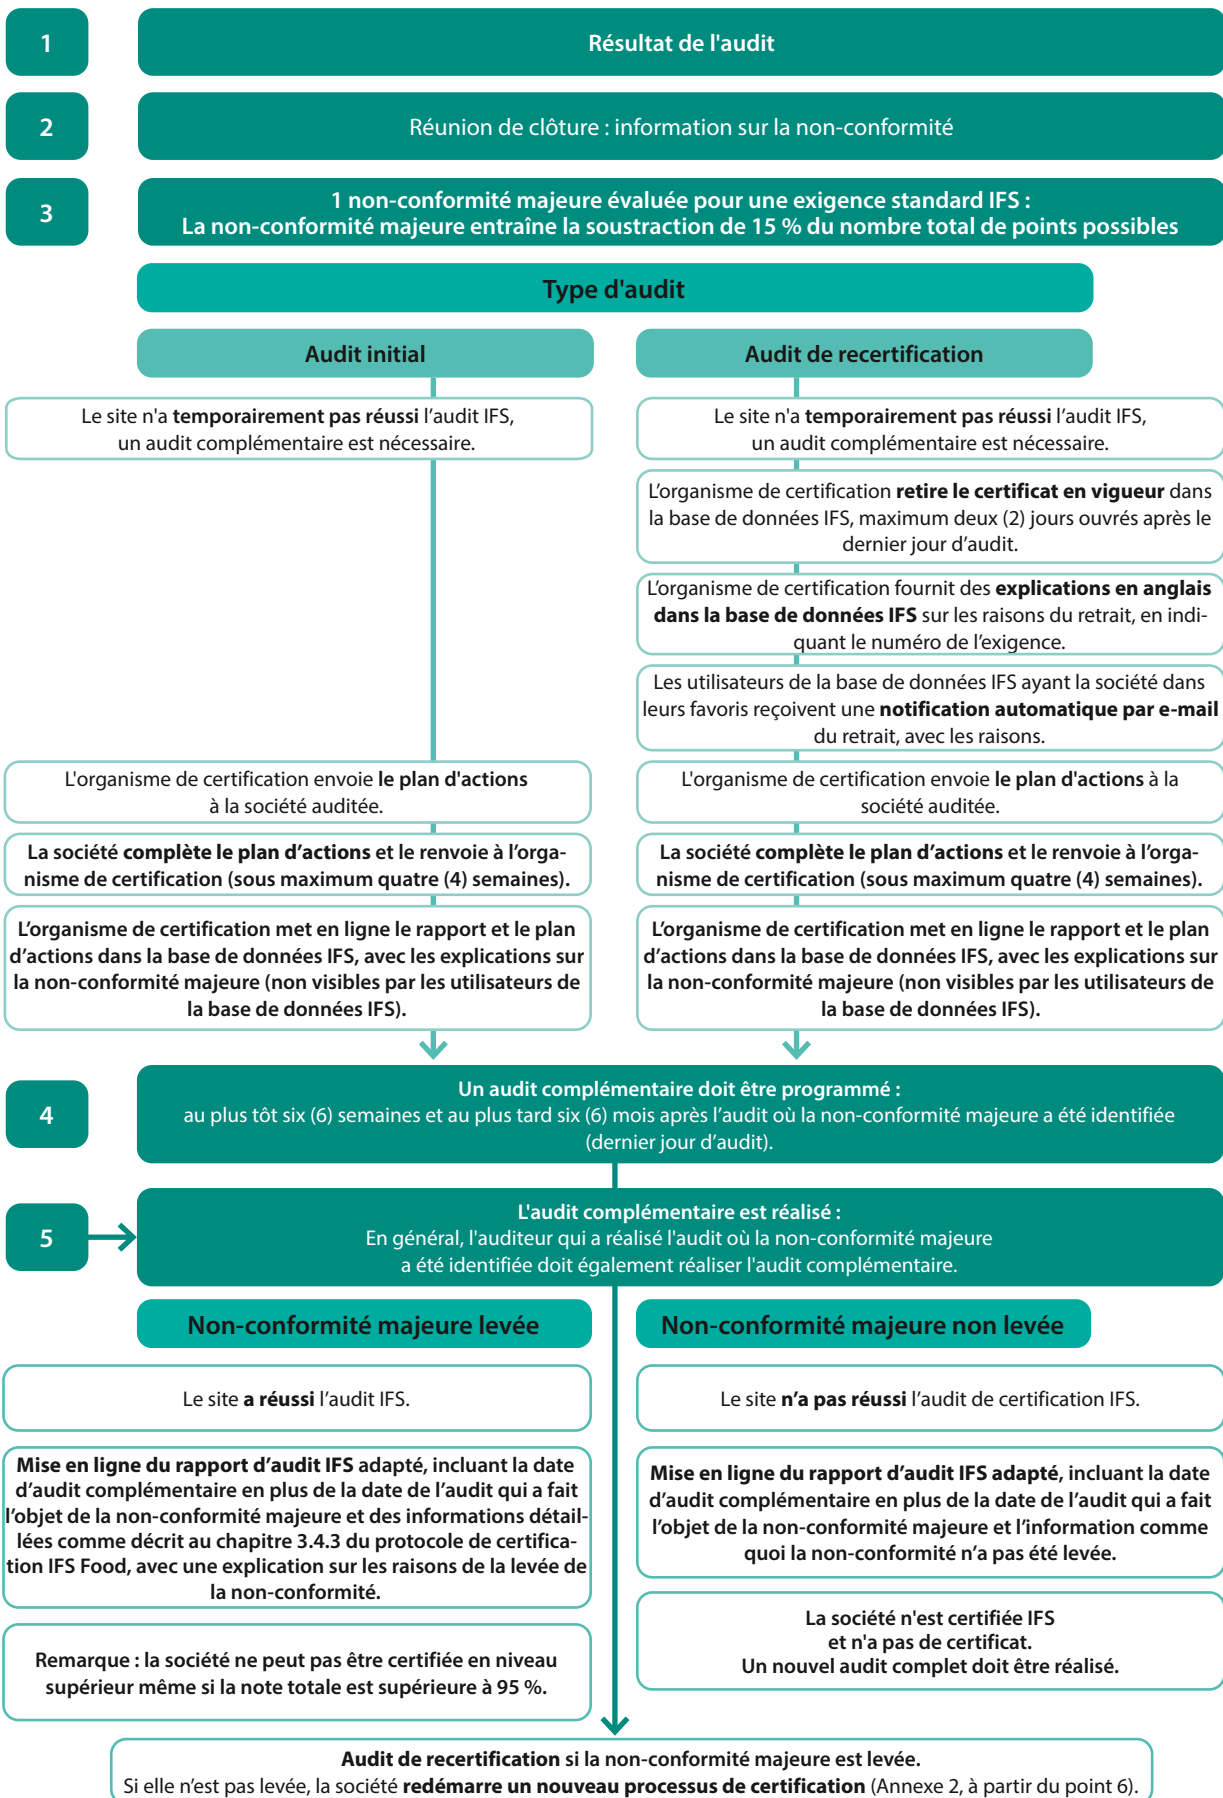 1
Résultat de l'audit
2
Réunion de clôture : information sur la non-conformité
3
1 non-conformité majeure évaluée pour une exigence standard IFS :
La non-conformité majeure entraîne la soustraction de 15 % du nombre total de points possibles
Type d'audit
Audit initial
Le site n'a temporairement pas réussi l’audit IFS,
un audit complémentaire est nécessaire.
L'organisme de certification envoie le plan d'actions
à la société auditée.
La société complète le plan d’actions et le renvoie à l’orga-
nisme de certification (sous maximum quatre (4) semaines).
L’organisme de certification met en ligne le rapport et le plan
d’actions dans la base de données IFS, avec les explications sur
la non-conformité majeure (non visibles par les utilisateurs de
la base de données IFS).
Audit de recertification
Le site n'a temporairement pas réussi l’audit IFS,
un audit complémentaire est nécessaire.
L’organisme de certification retire le certificat en vigueur dans
la base de données IFS, maximum deux (2) jours ouvrés après le
dernier jour d’audit.
L’organisme de certification fournit des explications en anglais
dans la base de données IFS sur les raisons du retrait, en indi-
quant le numéro de l’exigence.
Les utilisateurs de la base de données IFS ayant la société dans
leurs favoris reçoivent une notification automatique par e-mail
du retrait, avec les raisons.
L'organisme de certification envoie le plan d'actions à la
société auditée.
La société complète le plan d’actions et le renvoie à l’orga-
nisme de certification (sous maximum quatre (4) semaines).
L’organisme de certification met en ligne le rapport et le plan
d’actions dans la base de données IFS, avec les explications sur
la non-conformité majeure (non visibles par les utilisateurs de
la base de données IFS).
4
Un audit complémentaire doit être programmé :
au plus tôt six (6) semaines et au plus tard six (6) mois après l’audit où la non-conformité majeure a été identifiée
(dernier jour d’audit).
5
L'audit complémentaire est réalisé :
En général, l'auditeur qui a réalisé l'audit où la non-conformité majeure
a été identifiée doit également réaliser l'audit complémentaire.
Non-conformité majeure levée
Le site a réussi l’audit IFS.
Mise en ligne du rapport d’audit IFS adapté, incluant la date
d’audit complémentaire en plus de la date de l’audit qui a fait
l’objet de la non-conformité majeure et des informations détail-
lées comme décrit au chapitre 3.4.3 du protocole de certifica-
tion IFS Food, avec une explication sur les raisons de la levée de
la non-conformité.
Remarque : la société ne peut pas être certifiée en niveau
supérieur même si la note totale est supérieure à 95 %.
Non-conformité majeure non levée
Le site n’a pas réussi l’audit de certification IFS.
Mise en ligne du rapport d’audit IFS adapté, incluant la date
d’audit complémentaire en plus de la date de l’audit qui a fait
l’objet de la non-conformité majeure et l’information comme
quoi la non-conformité n’a pas été levée.
La société n'est certifiée IFS
et n'a pas de certificat.
Un nouvel audit complet doit être réalisé.
Audit de recertification si la non-conformité majeure est levée.
Si elle n’est pas levée, la société redémarre un nouveau processus de certification (Annexe 2, à partir du point 6).